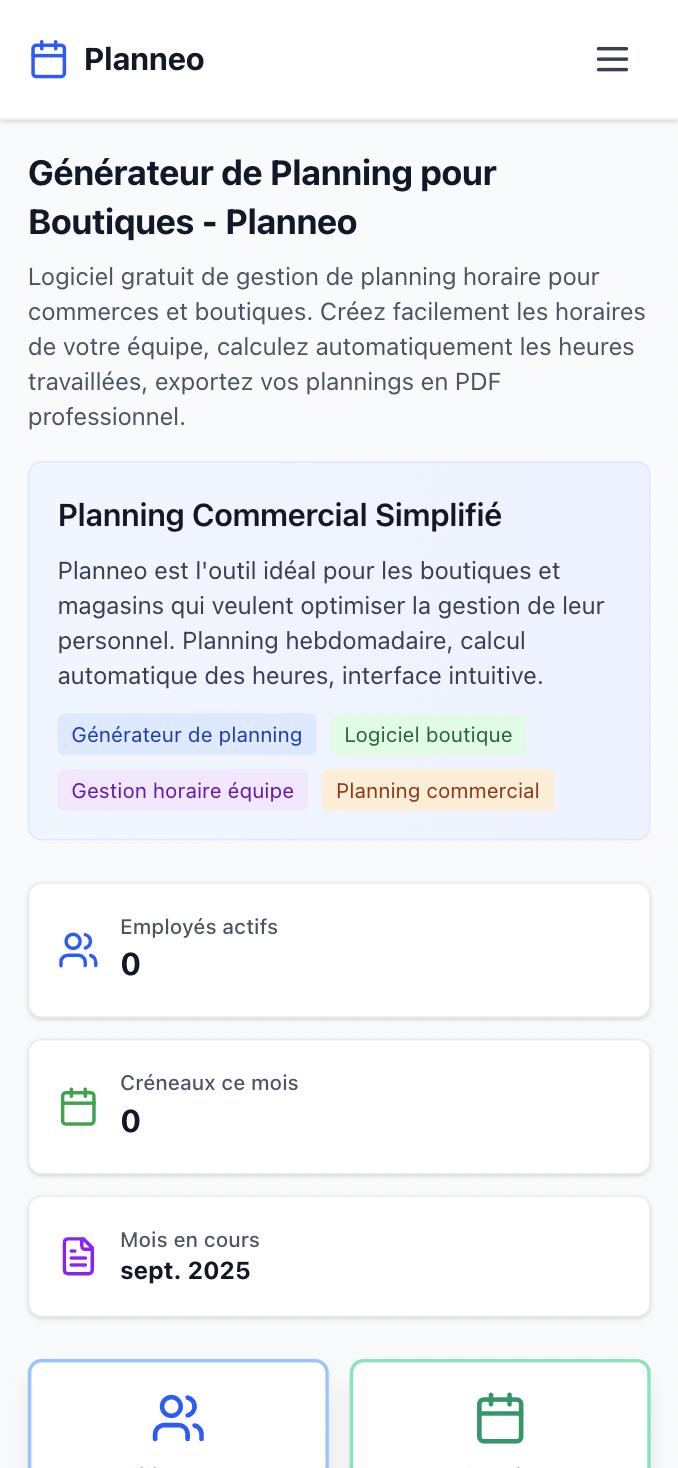 Planneo
Générateur de Planning pour
Boutiques - Planneo
Logiciel gratuit de gestion de planning horaire pour
commerces et boutiques. Créez facilement les horaires
de votre équipe, calculez automatiquement les heures
travaillées, exportez vos plannings en PDF
professionnel.
Planning Commercial Simplifié
Planneo est l'outil idéal pour les boutiques et
magasins qui veulent optimiser la gestion de leur
personnel. Planning hebdomadaire, calcul
automatique des heures, interface intuitive.
Générateur de planning
Logiciel boutique
Gestion horaire équipe
Planning commercial
Employés actifs
0
Créneaux ce mois
0
Mois en cours
sept. 2025